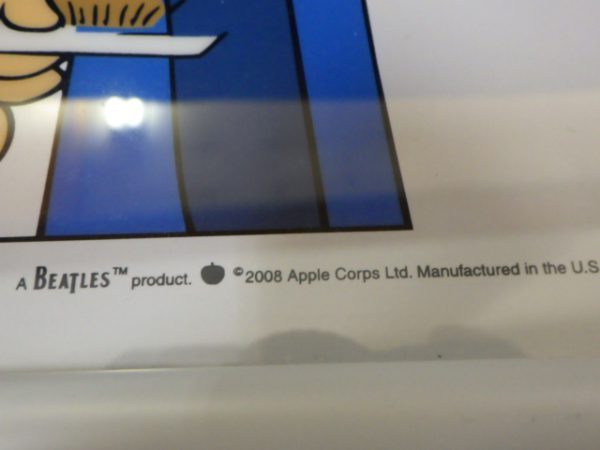 A BEATLES™ product. ©2008 Apple Corps Ltd. Manufactured in the U.S